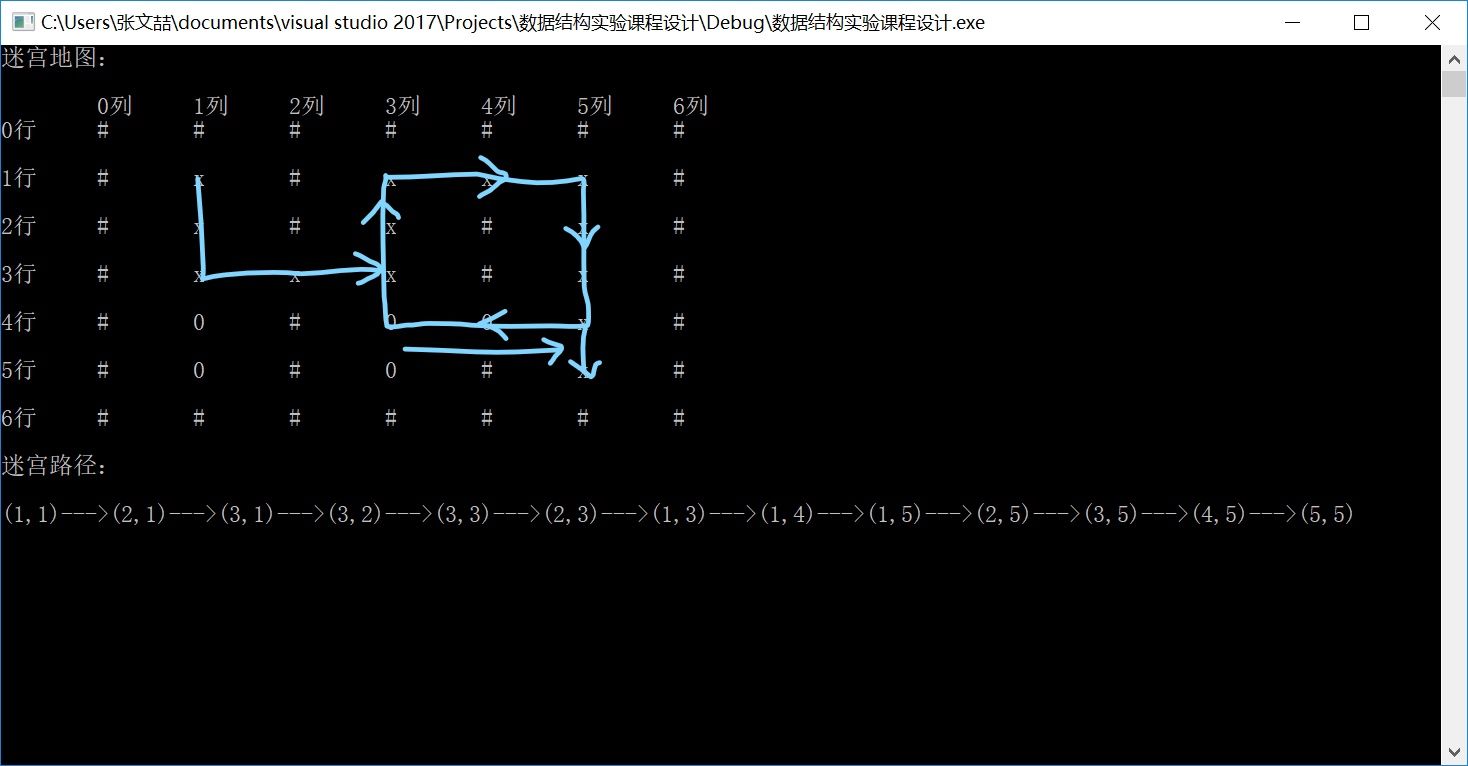 C:\Users\张文喆\documents\visual studio 2017\Projects\数据结构实验课程设计\Debug\数据结构实验课程设计.exe
迷宫地图：
0列 1列 2列 3列 4列 5列 6列
0行 # # # # # # #
1行 # x # x x x #
2行 # x # x # x #
3行 # x x x # x #
4行 # 0 # 0 0 x #
5行 # 0 # 0 # x #
6行 # # # # # # #
迷宫路径：
(1,1)--->(2,1)--->(3,1)--->(3,2)--->(3,3)--->(2,3)--->(1,3)--->(1,4)--->(1,5)--->(2,5)--->(3,5)--->(4,5)--->(5,5)